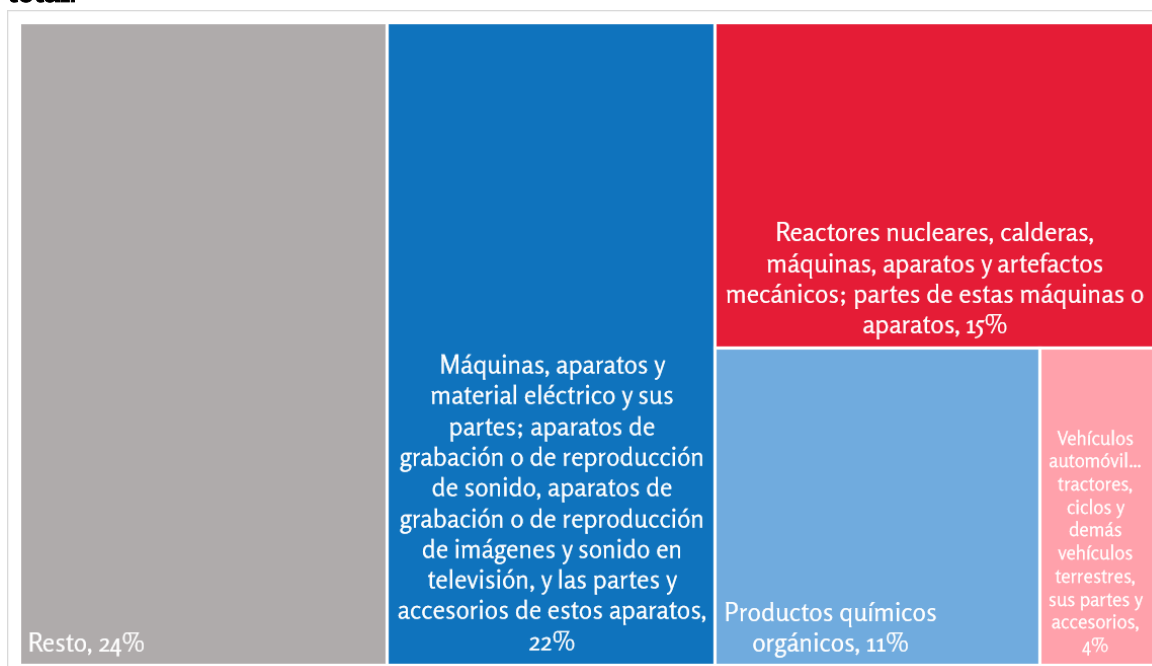 total.
Reactores nucleares, calderas,
máquinas, aparatos y artefactos
mecánicos; partes de estas máquinas o
aparatos, 15%
Máquinas, aparatos y
material eléctrico y sus
partes; aparatos de
grabación o de reproducción
de sonido, aparatos de
grabación o de reproducción
de imágenes y sonido en
televisión, y las partes y
accesorios de estos aparatos,
22%
Vehículos
automóvil...
tractores,
ciclos y
demás
vehículos
terrestres,
sus partes y
accesorios,
4%
Productos químicos
orgánicos, 11%
Resto, 24%